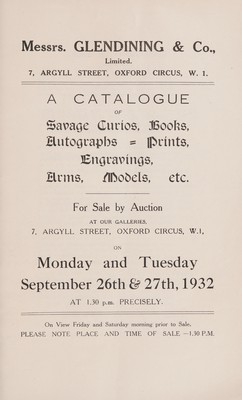 Messrs. GLENDINING & Co.,
Limited.
7, ARGYLL STREET, OXFORD CIRCUS, W. 1.
A CATALOGUE
OF
Savage Curios, Books,
Autographs = Prints,
Engravings,
Arms, Models, etc.
For Sale by Auction
AT OUR GALLERIES,
7, ARGYLL STREET, OXFORD CIRCUS, W.1,
ON
Monday and Tuesday
September 26th & 27th, 1932
AT 1.30 p.m. PRECISELY.
On View Friday and Saturday morning prior to Sale.
PLEASE NOTE PLACE AND TIME OF SALE —1.30 P.M.